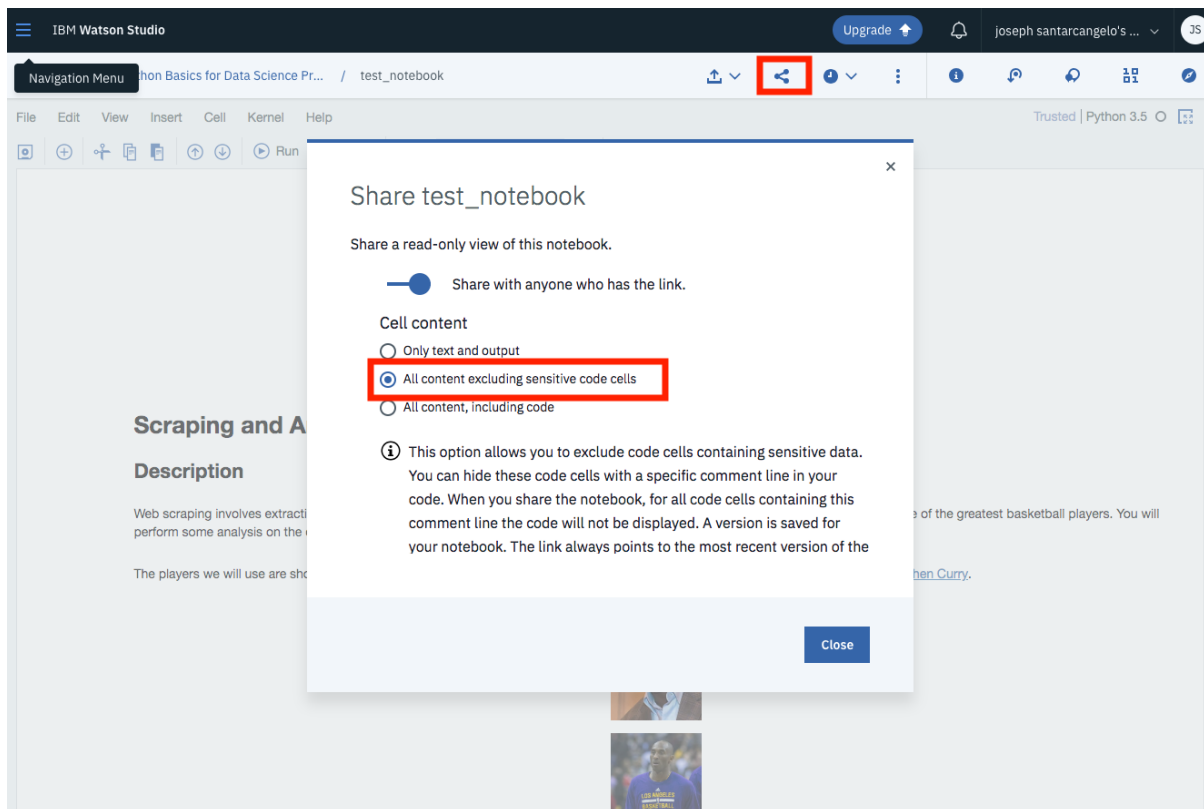 IBM Watson Studio
Upgrade
joseph santarcangelo's ...
JS
Navigation Menu
thon Basics for Data Science Pr... / test_notebook
File Edit View Insert Cell Kernel Help
Trusted | Python 3.5
Run
Share test_notebook
Share a read-only view of this notebook.
Share with anyone who has the link.
Cell content
Only text and output
All content excluding sensitive code cells
All content, including code
This option allows you to exclude code cells containing sensitive data.
You can hide these code cells with a specific comment line in your
code. When you share the notebook, for all code cells containing this
comment line the code will not be displayed. A version is saved for
your notebook. The link always points to the most recent version of the
Close
Scraping and A
Description
Web scraping involves extracti
of the greatest basketball players. You will
perform some analysis on the
The players we will use are sho
hen Curry.
LOS ANGELES
BASKETBALL